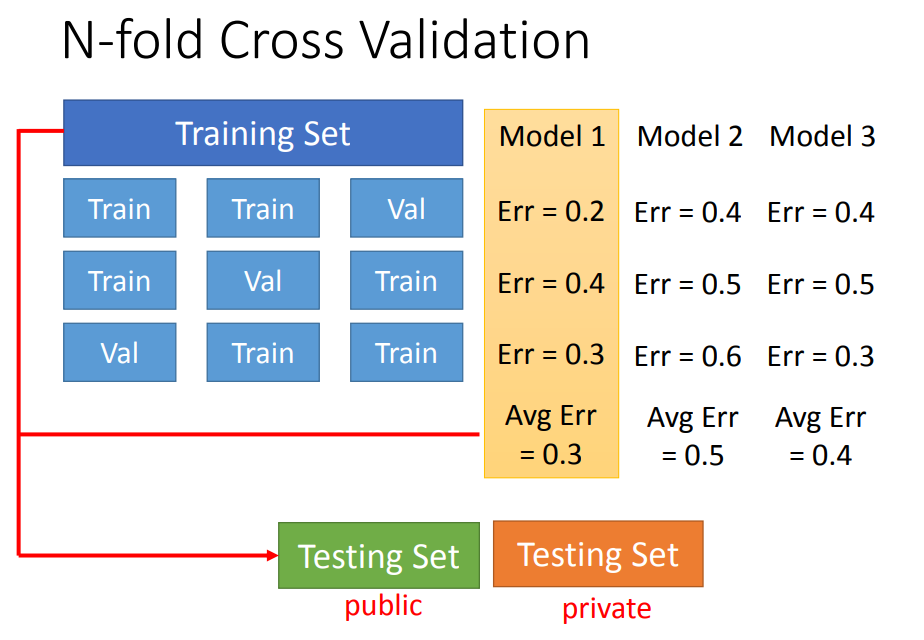 N-fold Cross Validation
Training Set
Model 1 Model 2 Model 3
Train Train Val
Err = 0.2 Err = 0.4 Err = 0.4
Train Val Train
Err = 0.4 Err = 0.5 Err = 0.5
Val Train Train
Err = 0.3 Err = 0.6 Err = 0.3
Avg Err Avg Err Avg Err
= 0.3 = 0.5 = 0.4
Testing Set Testing Set
public private